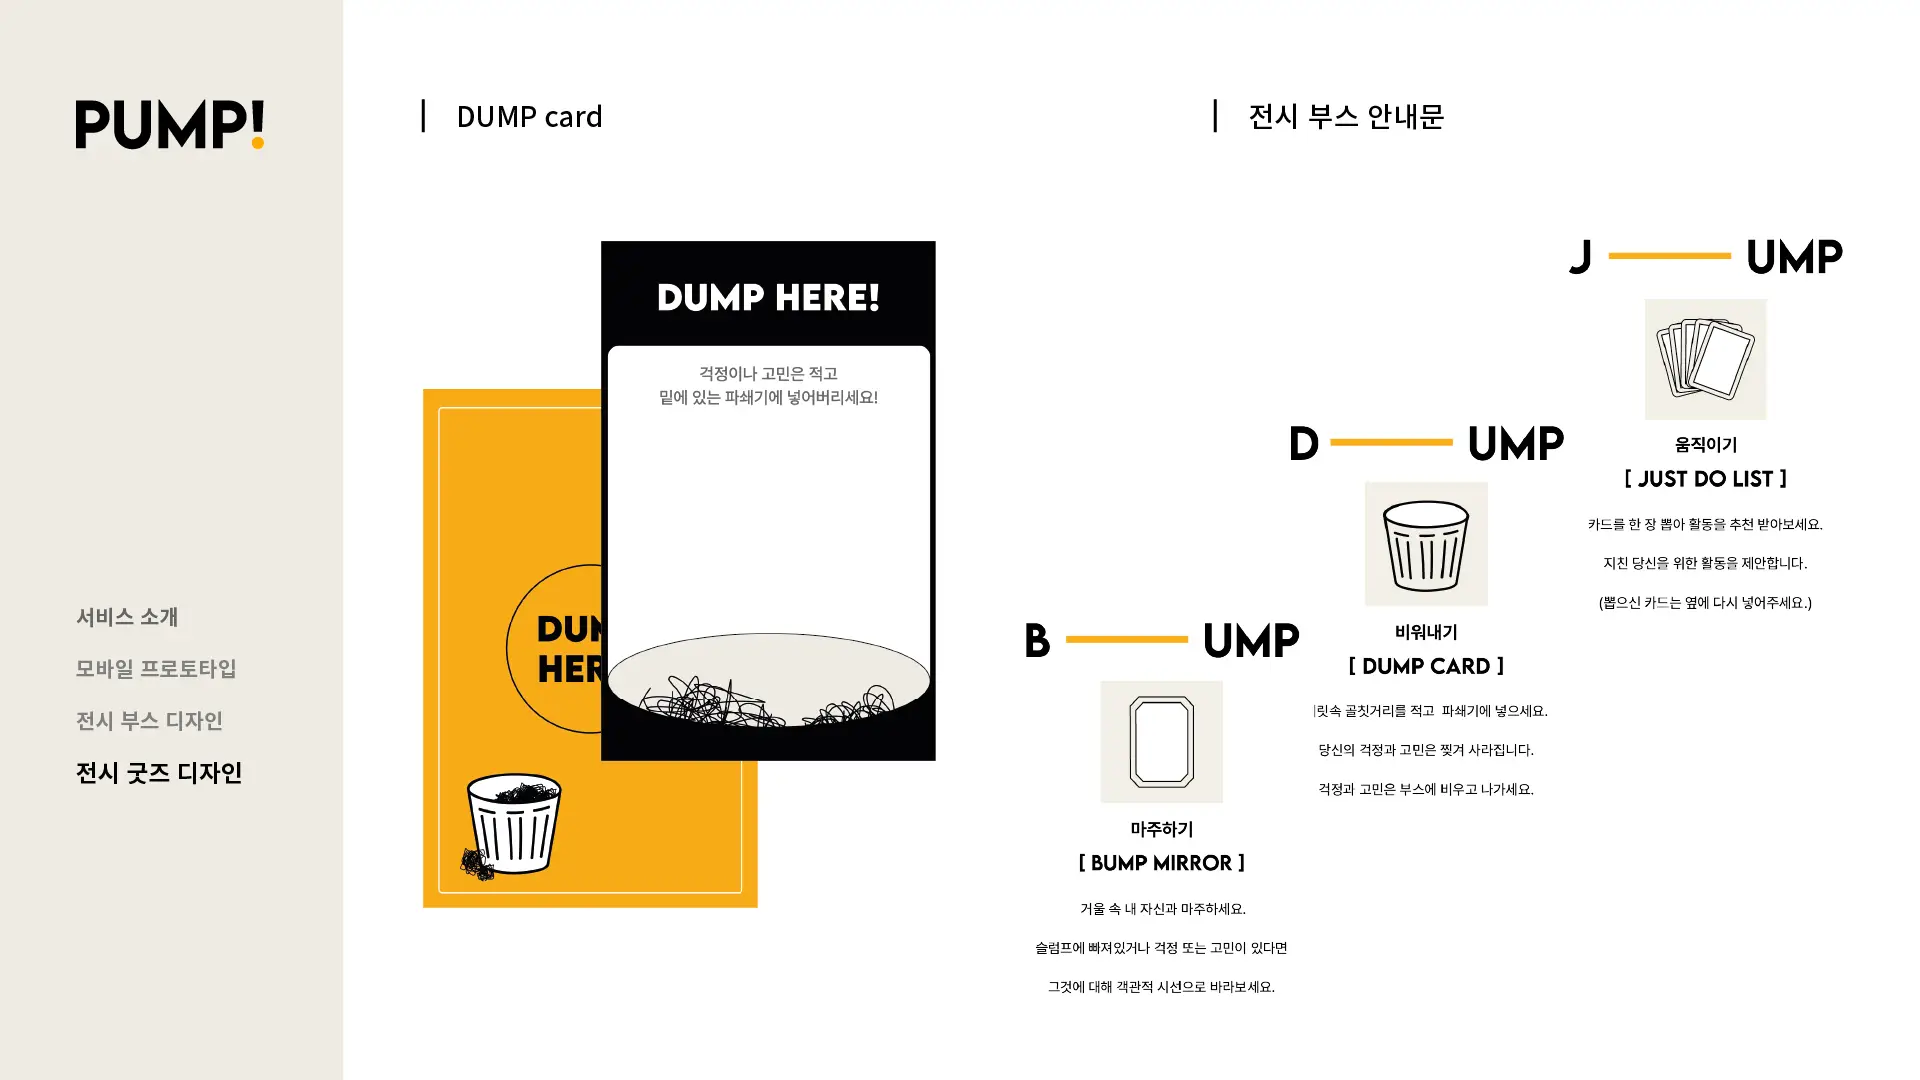 PUMP!
서비스 소개
모바일 프로토타입
전시 부스 디자인
전시 굿즈 디자인
DUMP card
DUMP HERE!
걱정이나 고민은 적고
밑에 있는 파쇄기에 넣어버리세요!
DUM
HER
전시 부스 안내문
B UMP
마주하기
[ BUMP MIRROR ]
거울 속 내 자신과 마주하세요.
슬럼프에 빠져있거나 걱정 또는 고민이 있다면
그것에 대해 객관적 시선으로 바라보세요.
D UMP
비워내기
[ DUMP CARD ]
릿속 골칫거리를 적고 파쇄기에 넣으세요.
당신의 걱정과 고민은 찢겨 사라집니다.
걱정과 고민은 부스에 비우고 나가세요.
J UMP
움직이기
[ JUST DO LIST ]
카드를 한 장 뽑아 활동을 추천 받아보세요.
지친 당신을 위한 활동을 제안합니다.
(뽑으신 카드는 옆에 다시 넣어주세요.)